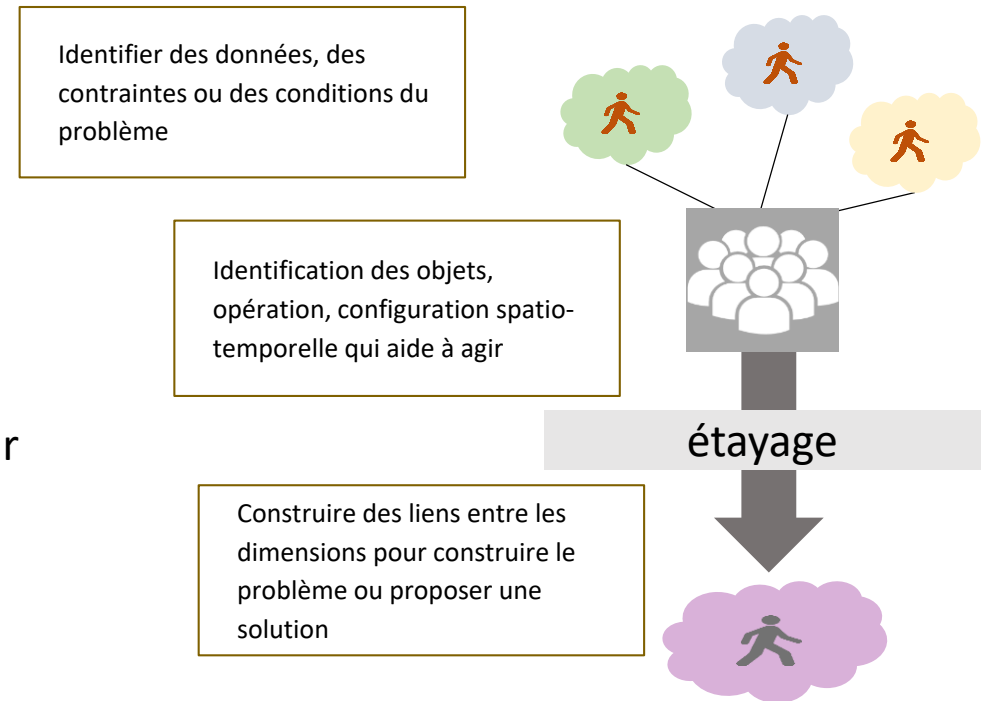 Identifier des données, des
contraintes ou des conditions du
problème
Identification des objets,
opération, configuration spatio-
temporelle qui aide à agir
r
étayage
Construire des liens entre les
dimensions pour construire le
problème ou proposer une
solution